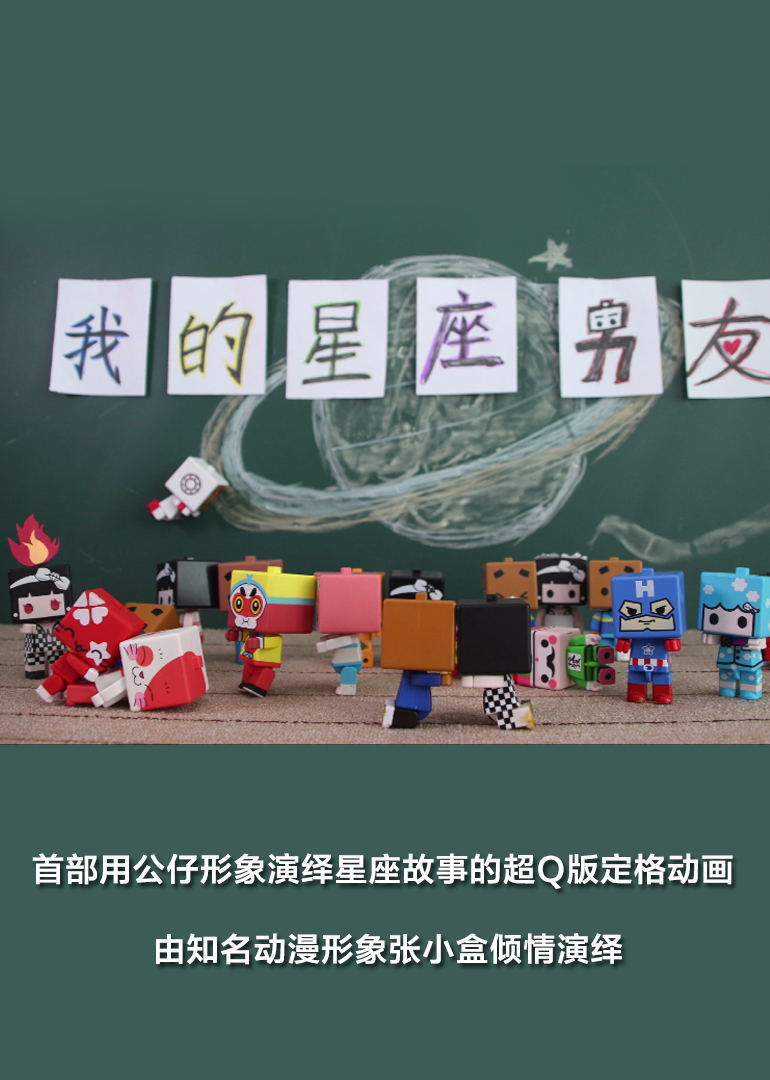 我的星座男友
H
首部用公仔形象演绎星座故事的超Q版定格动画
由知名动漫形象张小盒倾情演绎